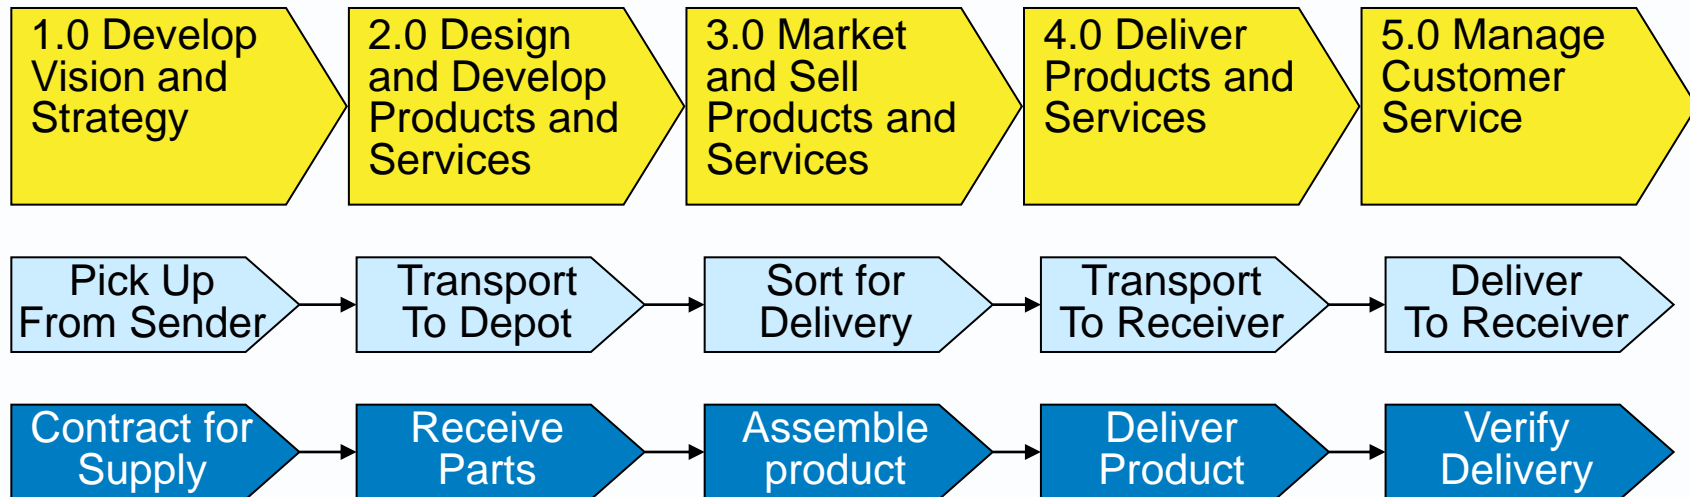 1.0 Develop
Vision and
Strategy
2.0 Design
and Develop
Products and
Services
3.0 Market
and Sell
Products and
Services
4.0 Deliver
Products and
Services
5.0 Manage
Customer
Service
Pick Up
From Sender
Transport
To Depot
Sort for
Delivery
Transport
To Receiver
Deliver
To Receiver
Contract for
Supply
Receive
Parts
Assemble
product
Deliver
Product
Verify
Delivery